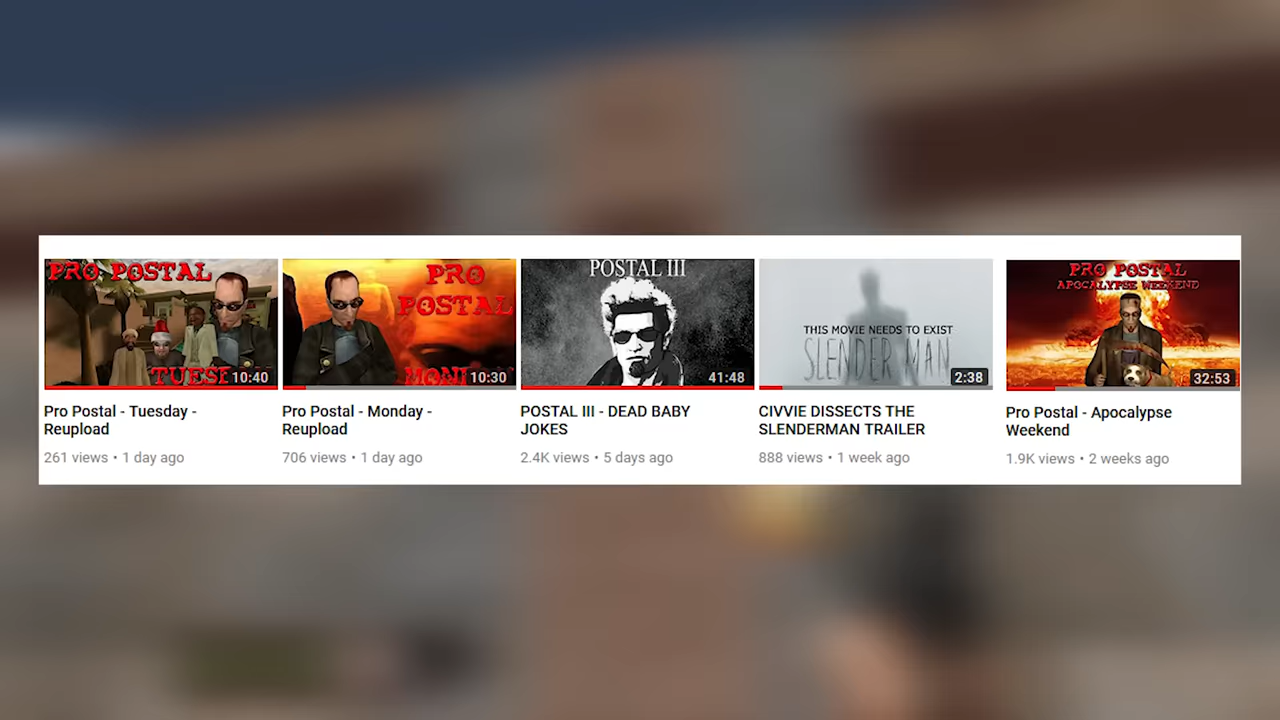 PRO POSTAL
TUESD
10:40
Pro Postal - Tuesday -
Reupload
261 views • 1 day ago
PRO
POSTAL
MON
10:30
Pro Postal - Monday -
Reupload
706 views • 1 day ago
POSTAL III
41:48
POSTAL III - DEAD BABY
JOKES
2.4K views • 5 days ago
THIS MOVIE NEEDS TO EXIST
SLENDER MAN
2:38
CIVVIE DISSECTS THE
SLENDERMAN TRAILER
888 views • 1 week ago
PRO POSTAL
APOCALYPSE WEEKEND
32:53
Pro Postal - Apocalypse
Weekend
1.9K views • 2 weeks ago